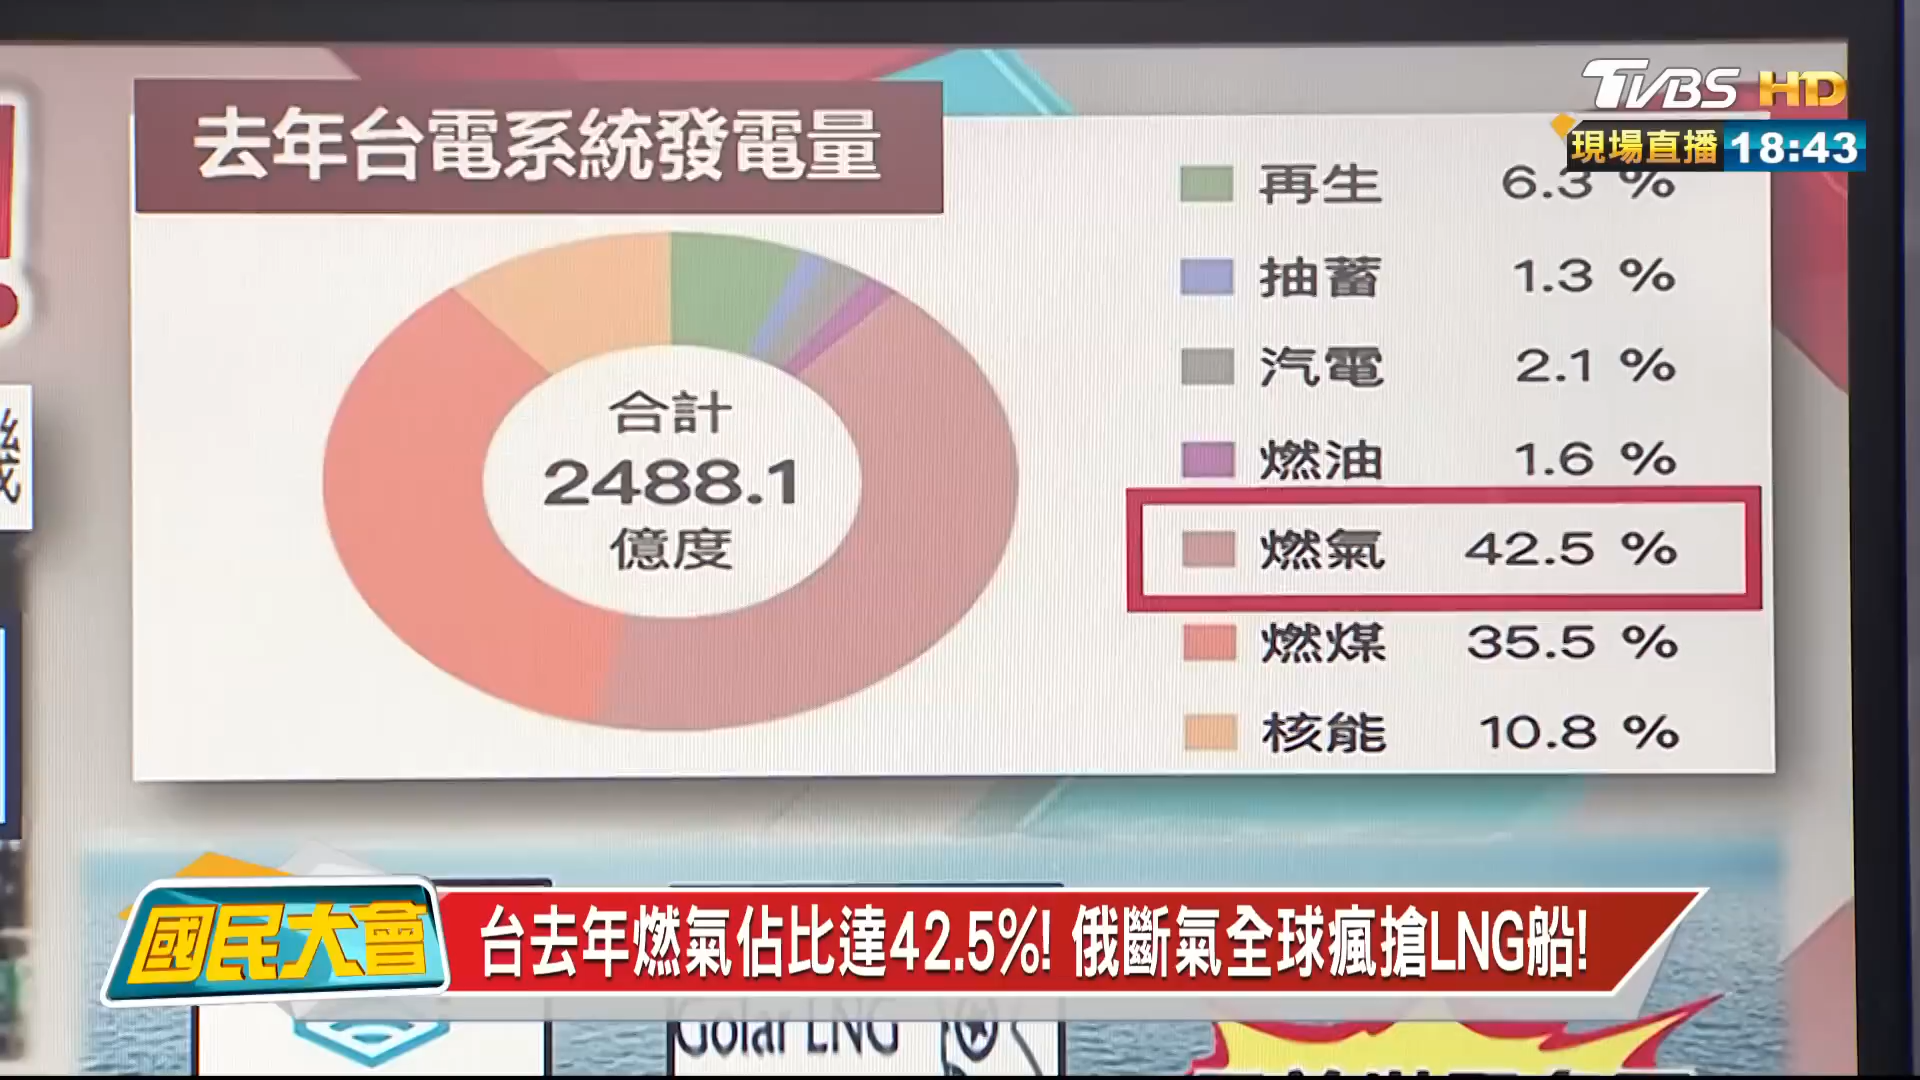 TVBS HD
現場直播 18:43
去年台電系統發電量
再生 6.3 %
抽蓄 1.3 %
汽電 2.1 %
燃油 1.6 %
燃氣 42.5 %
燃煤 35.5 %
核能 10.8 %
合計
2488.1
億度
國民大會
台去年燃氣佔比達42.5%! 俄斷氣全球瘋搶LNG船!
Golar LNG